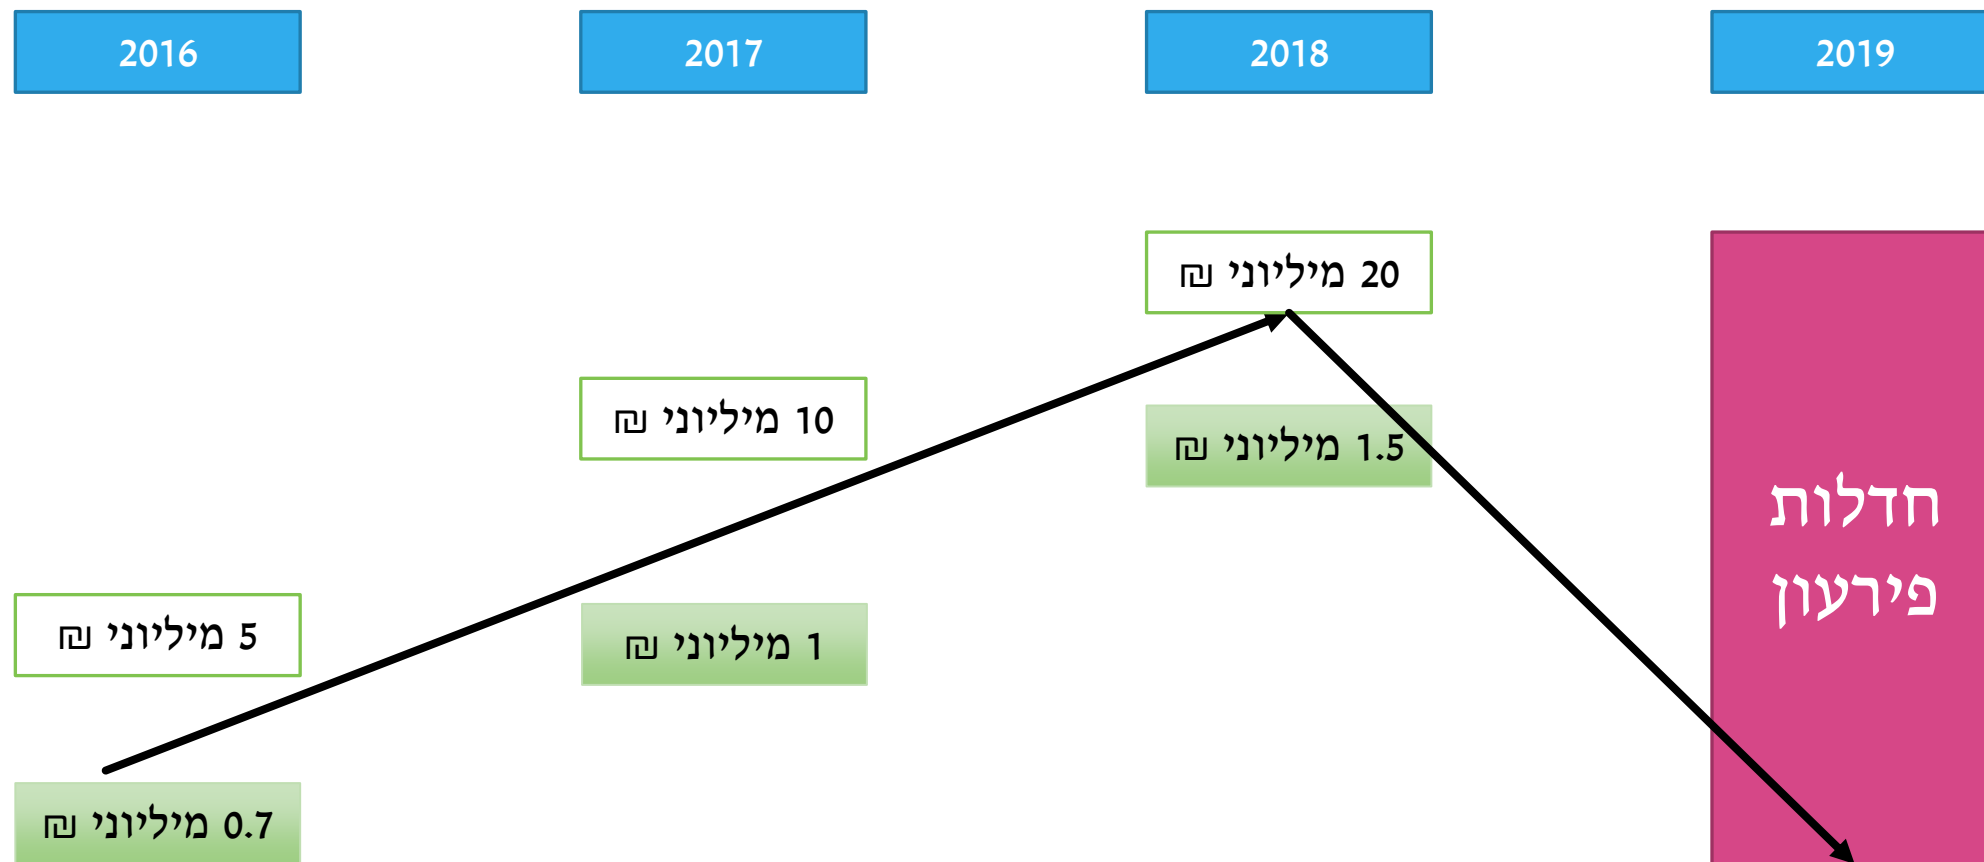 2016
2017
2018
2019
20 מיליוני ₪
10 מיליוני ₪
1.5 מיליוני ₪
חדלות
פירעון
5 מיליוני ₪
1 מיליוני ₪
0.7 מיליוני ₪